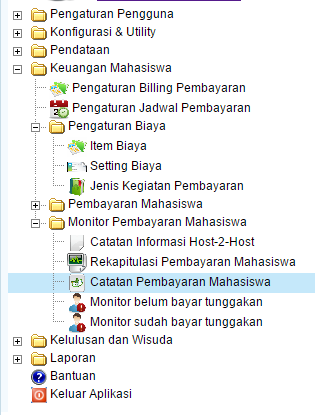 Pengaturan Pengguna
Konfigurasi & Utility
Pendataan
Keuangan Mahasiswa
Pengaturan Billing Pembayaran
Pengaturan Jadwal Pembayaran
Pengaturan Biaya
Item Biaya
Setting Biaya
Jenis Kegiatan Pembayaran
Pembayaran Mahasiswa
Monitor Pembayaran Mahasiswa
Catatan Informasi Host-2-Host
Rekapitulasi Pembayaran Mahasiswa
Catatan Pembayaran Mahasiswa
Monitor belum bayar tunggakan
Monitor sudah bayar tunggakan
Kelulusan dan Wisuda
Laporan
Bantuan
Keluar Aplikasi